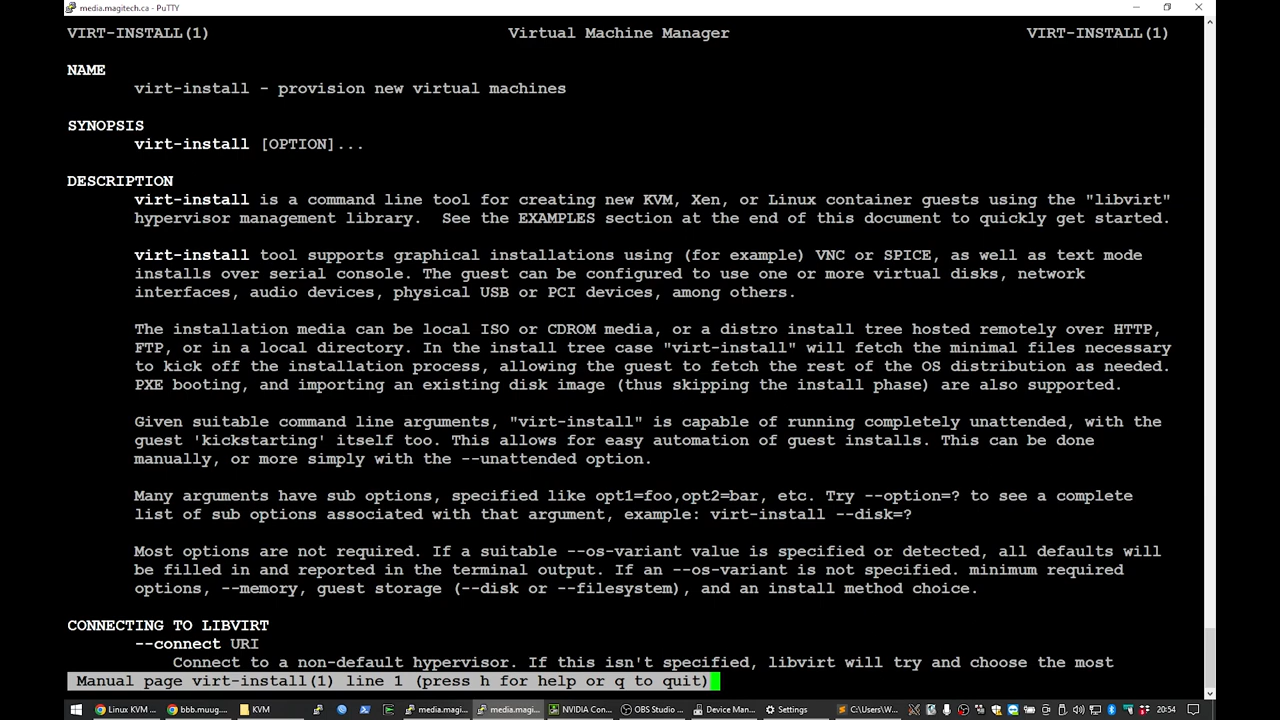 media.magitech.ca - PuTTY
VIRT-INSTALL(1) Virtual Machine Manager VIRT-INSTALL(1)
NAME
virt-install - provision new virtual machines
SYNOPSIS
virt-install [OPTION]...
DESCRIPTION
virt-install is a command line tool for creating new KVM, Xen, or Linux container guests using the "libvirt"
hypervisor management library.  See the EXAMPLES section at the end of this document to quickly get started.
virt-install tool supports graphical installations using (for example) VNC or SPICE, as well as text mode
installs over serial console. The guest can be configured to use one or more virtual disks, network
interfaces, audio devices, physical USB or PCI devices, among others.
The installation media can be local ISO or CDROM media, or a distro install tree hosted remotely over HTTP,
FTP, or in a local directory. In the install tree case "virt-install" will fetch the minimal files necessary
to kick off the installation process, allowing the guest to fetch the rest of the OS distribution as needed.
PXE booting, and importing an existing disk image (thus skipping the install phase) are also supported.
Given suitable command line arguments, "virt-install" is capable of running completely unattended, with the
guest 'kickstarting' itself too. This allows for easy automation of guest installs. This can be done
manually, or more simply with the --unattended option.
Many arguments have sub options, specified like opt1=foo,opt2=bar, etc. Try --option=? to see a complete
list of sub options associated with that argument, example: virt-install --disk=?
Most options are not required. If a suitable --os-variant value is specified or detected, all defaults will
be filled in and reported in the terminal output. If an --os-variant is not specified. minimum required
options, --memory, guest storage (--disk or --filesystem), and an install method choice.
CONNECTING TO LIBVIRT
--connect URI
Connect to a non-default hypervisor. If this isn't specified, libvirt will try and choose the most
Manual page virt-install(1) line 1 (press h for help or q to quit)
Linux KVM ... bbb.muug.... KVM media.magi... media.magi... NVIDIA Con... OBS Studio ... Device Man... Settings C:\Users\W... 20:54